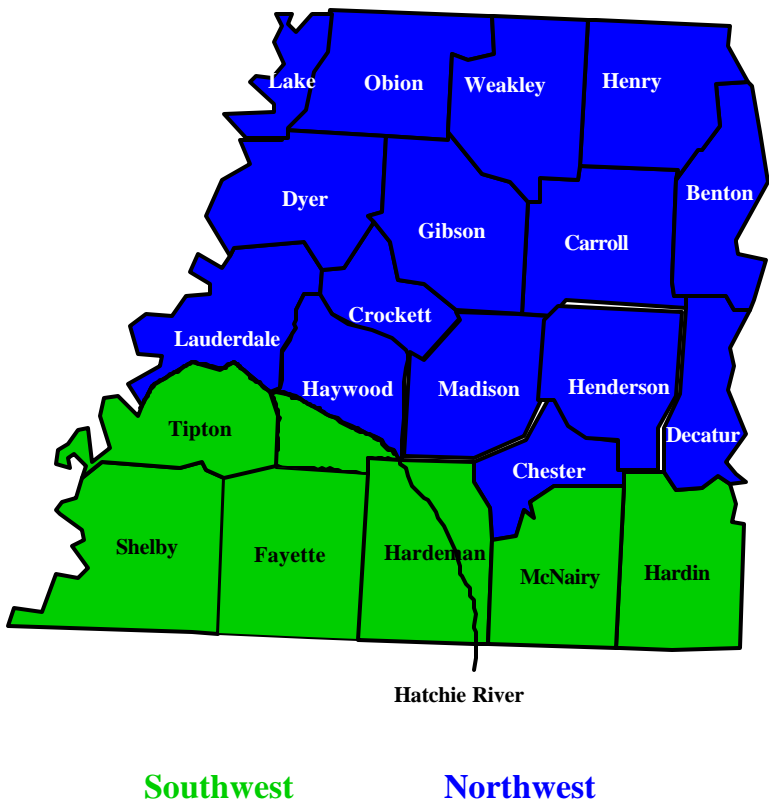 Lake
Obion
Weakley
Henry
Benton
Dyer
Gibson
Carroll
Crockett
Lauderdale
Haywood
Madison
Henderson
Tipton
Decatur
Chester
Shelby
Fayette
Hardeman
McNairy
Hardin
Hatchie River
Southwest
Northwest